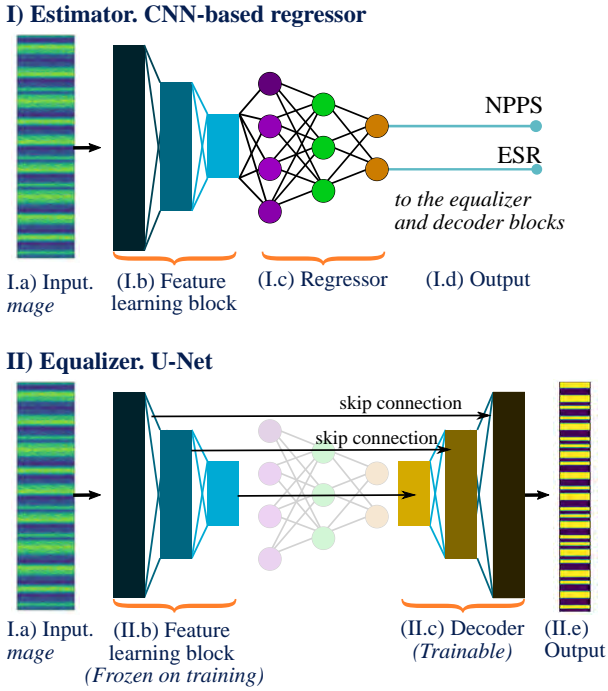 I) Estimator. CNN-based regressor
NPPS
ESR
to the equalizer
and decoder blocks
I.a) Input.
mage
(I.b) Feature
learning block
(I.c) Regressor
(I.d) Output
II) Equalizer. U-Net
skip connection
skip connection
I.a) Input.
mage
(II.b) Feature
learning block
(Frozen on training)
(II.c) Decoder
(Trainable)
(II.e)
Output